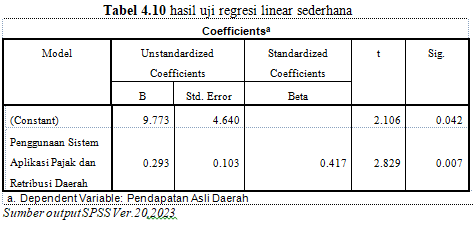 Tabel 4.10 hasil uji regresi linear sederhana
Coefficientsa
Model Unstandardized Coefficients Standardized Coefficients t Sig.
B Std. Error Beta
(Constant) 9.773 4.640 2.106 0.042
Penggunaan Sistem
Aplikasi Pajak dan 0.293 0.103 0.417 2.829 0.007
Retribusi Daerah
a. Dependent Variable: Pendapatan Asli Daerah
Sumber output SPSS Ver.20,2023